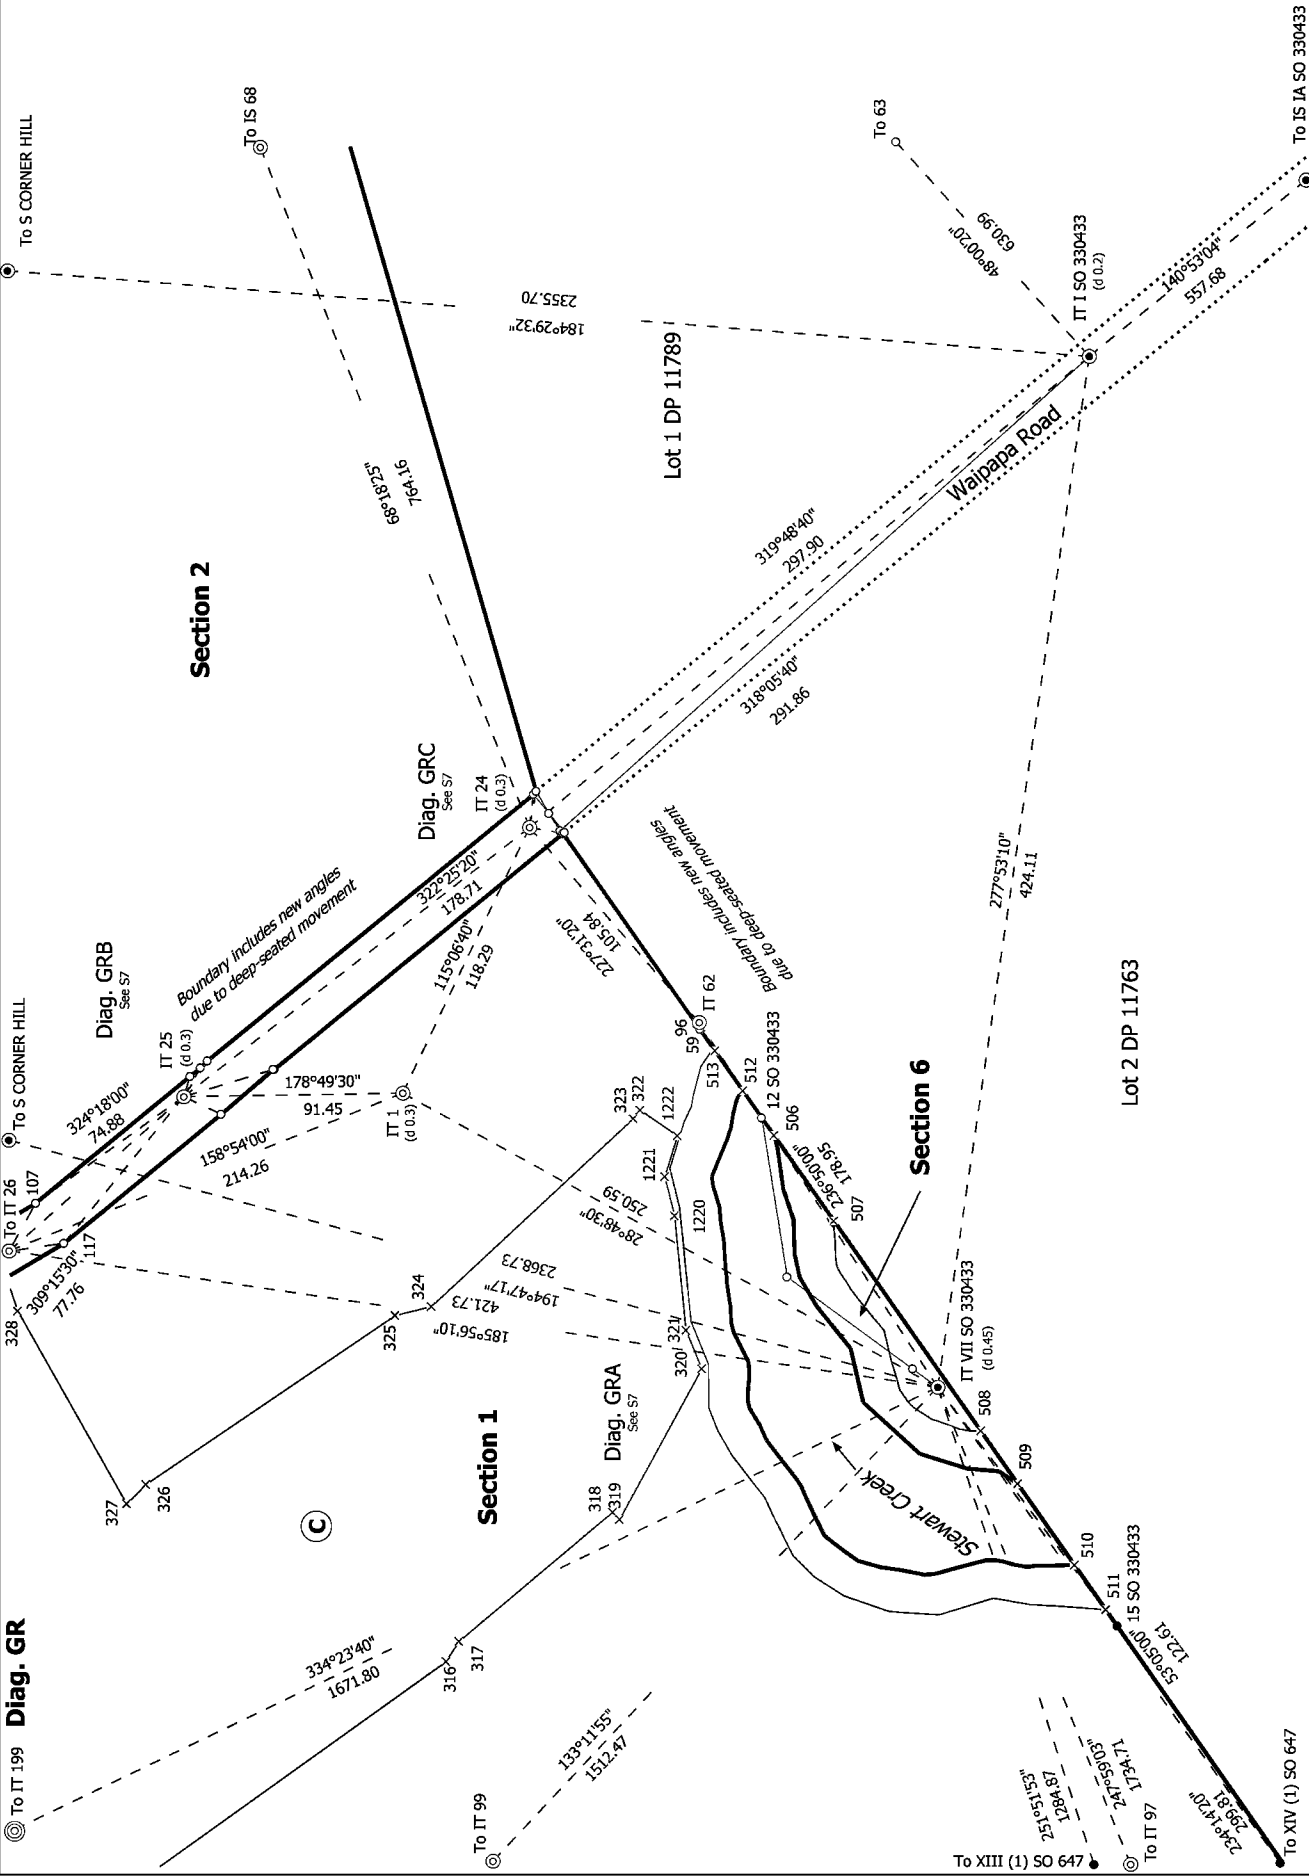 Diag. GR
To IT 199
334°23'40"
1671.80
To IT 99
133°11'55"
1512.47
To XIII (1) SO 647
251°51'53"
1284.87
To IT 97
247°59'03"
1734.71
To XIV (1) SO 647
234°14'20"
299.81
53°05'00"
122.61
15 SO 330433
511
510
509
508
507
506
12 SO 330433
512
513
59
96
IT 62
316
317
318
319
320
321
322
323
324
325
326
327
328
1220
1221
1222
C
Section 1
Diag. GRA
See S7
Stewart Creek
Section 6
IT VII SO 330433
(d 0.45)
236°50'00"
178.95
185°56'10"
421.73
194°47'17"
2368.73
28°48'30"
250.59
309°15'30"
77.76
117
107
To IT 26
To S CORNER HILL
324°18'00"
74.88
158°54'00"
214.26
178°49'30"
91.45
IT 1
(d 0.3)
IT 25
(d 0.3)
Diag. GRB
See S7
Boundary includes new angles
due to deep-seated movement
322°25'20"
178.71
115°06'40"
118.29
227°31'20"
105.84
Boundary includes new angles
due to deep-seated movement
Diag. GRC
See S7
IT 24
(d 0.3)
Section 2
68°18'25"
764.16
To IS 68
To S CORNER HILL
184°29'32"
2355.70
Lot 1 DP 11789
319°48'40"
297.90
318°05'40"
291.86
Waipapa Road
277°53'10"
424.11
Lot 2 DP 11763
IT I SO 330433
(d 0.2)
48°00'20"
630.99
To 63
140°53'04"
557.68
To IS IA SO 330433